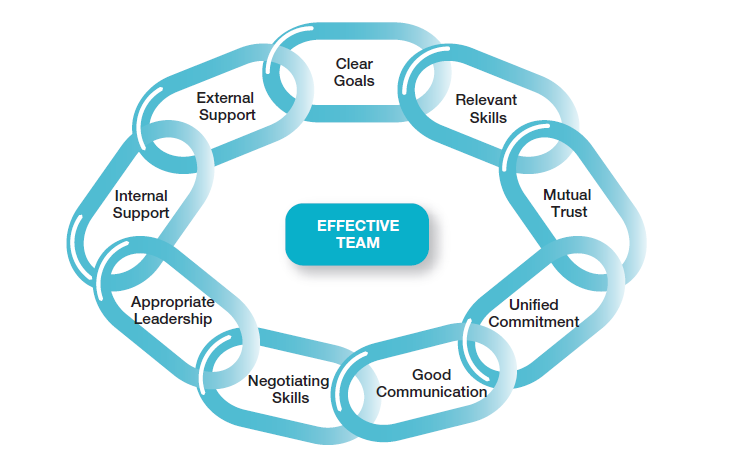 Clear
Goals
Relevant
Skills
Mutual
Trust
Unified
Commitment
Good
Communication
Negotiating
Skills
Appropriate
Leadership
Internal
Support
External
Support
EFFECTIVE
TEAM